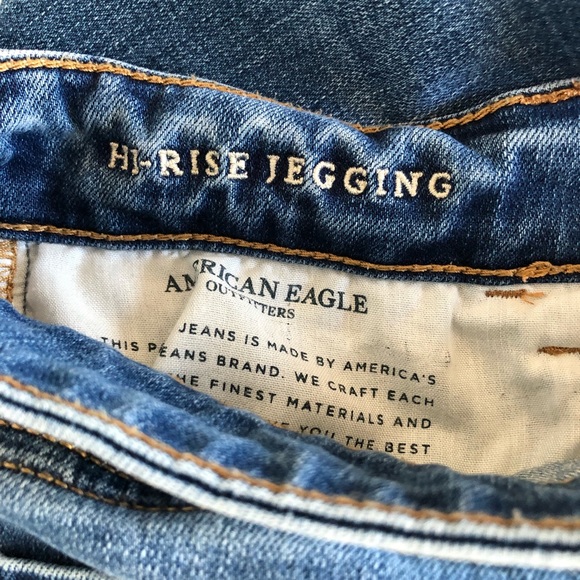 HI-RISE JEGGING
AMERICAN EAGLE
OUTFITTERS
JEANS IS MADE BY AMERICA'S
THIS PEANS BRAND. WE CRAFT EACH
THE FINEST MATERIALS AND
YOU THE BEST